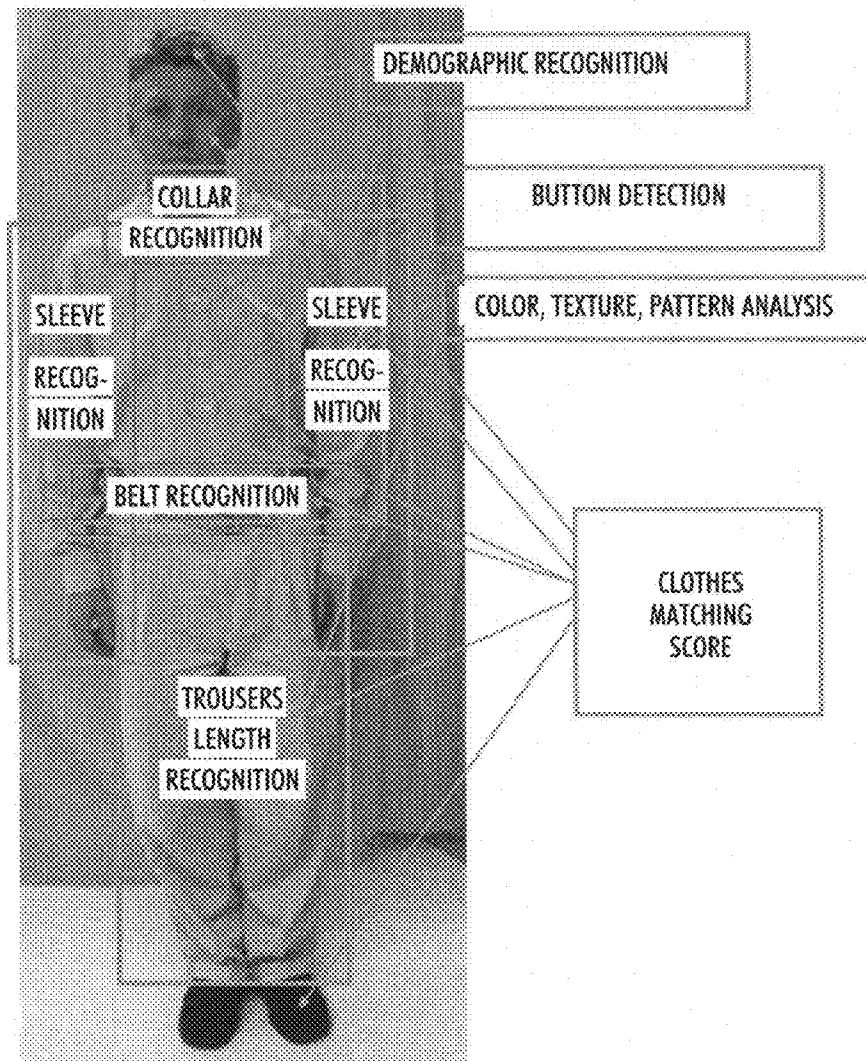 DEMOGRAPHIC RECOGNITION
COLLAR
RECOGNITION
BUTTON DETECTION
SLEEVE
RECOG-
NITION
SLEEVE
RECOG-
NITION
COLOR, TEXTURE, PATTERN ANALYSIS
BELT RECOGNITION
CLOTHES
MATCHING
SCORE
TROUSERS
LENGTH
RECOGNITION